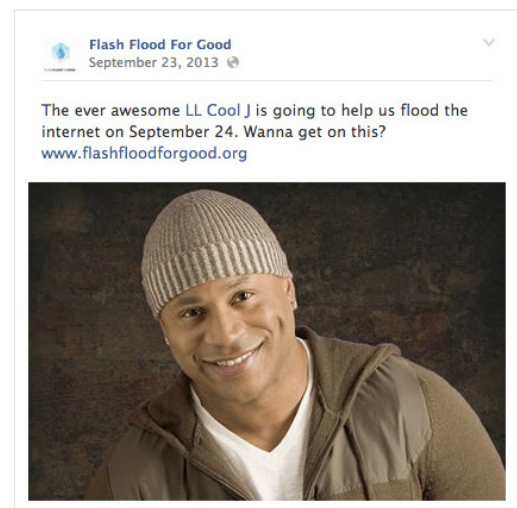 Flash Flood For Good
September 23, 2013
The ever awesome LL Cool J is going to help us flood the
internet on September 24. Wanna get on this?
www.flashfloodforgood.org